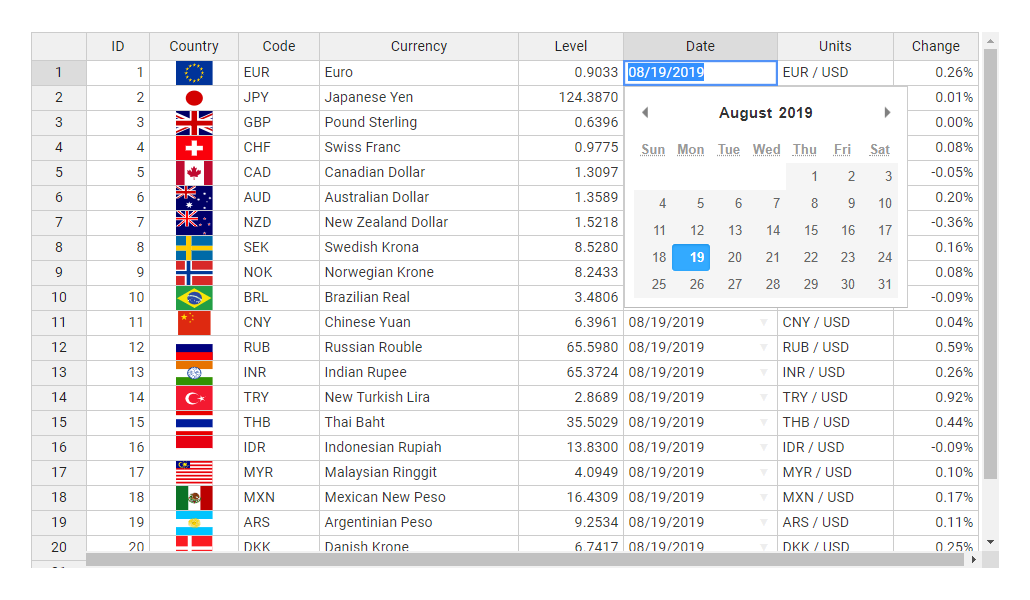 ID Country Code Currency Level Date Units Change
1 1 EUR Euro 0.9033 08/19/2019 EUR / USD 0.26%
2 2 JPY Japanese Yen 124.3870 0.01%
August 2019
3 3 GBP Pound Sterling 0.6396 0.00%
4 4 CHF Swiss Franc 0.9775 Sun Mon Tue Wed Thu Fri Sat 0.08%
5 5 CAD Canadian Dollar 1.3097 1 2 3 -0.05%
6 6 AUD Australian Dollar 1.3589 4 5 6 7 8 9 10 0.20%
7 7 NZD New Zealand Dollar 1.5218 11 12 13 14 15 16 17 -0.36%
8 8 SEK Swedish Krona 8.5280 18 19 20 21 22 23 24 0.16%
9 9 NOK Norwegian Krone 8.2433 25 26 27 28 29 30 31 0.08%
10 10 BRL Brazilian Real 3.4806 -0.09%
11 11 CNY Chinese Yuan 6.3961 08/19/2019 CNY / USD 0.04%
12 12 RUB Russian Rouble 65.5980 08/19/2019 RUB / USD 0.59%
13 13 INR Indian Rupee 65.3724 08/19/2019 INR / USD 0.26%
14 14 TRY New Turkish Lira 2.8689 08/19/2019 TRY / USD 0.92%
15 15 THB Thai Baht 35.5029 08/19/2019 THB / USD 0.44%
16 16 IDR Indonesian Rupiah 13.8300 08/19/2019 IDR / USD -0.09%
17 17 MYR Malaysian Ringgit 4.0949 08/19/2019 MYR / USD 0.10%
18 18 MXN Mexican New Peso 16.4309 08/19/2019 MXN / USD 0.17%
19 19 ARS Argentinian Peso 9.2534 08/19/2019 ARS / USD 0.11%
20 20 DKK Danish Krone 6.7417 08/19/2019 DKK / USD 0.25%